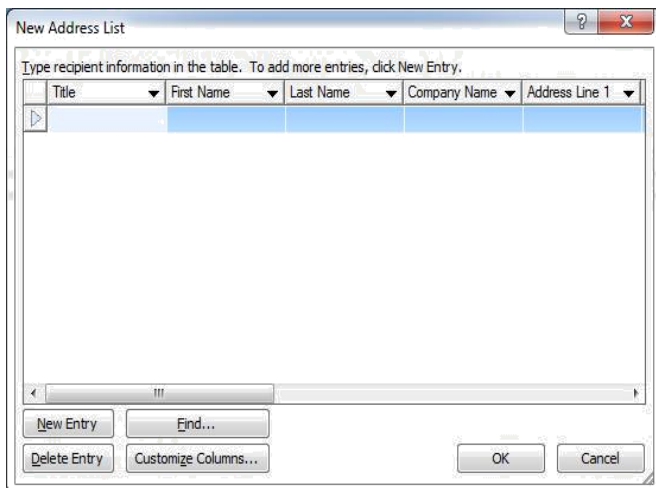 New Address List
Type recipient information in the table. To add more entries, click New Entry.
Title First Name Last Name Company Name Address Line 1
New Entry Find...
Delete Entry Customize Columns... OK Cancel